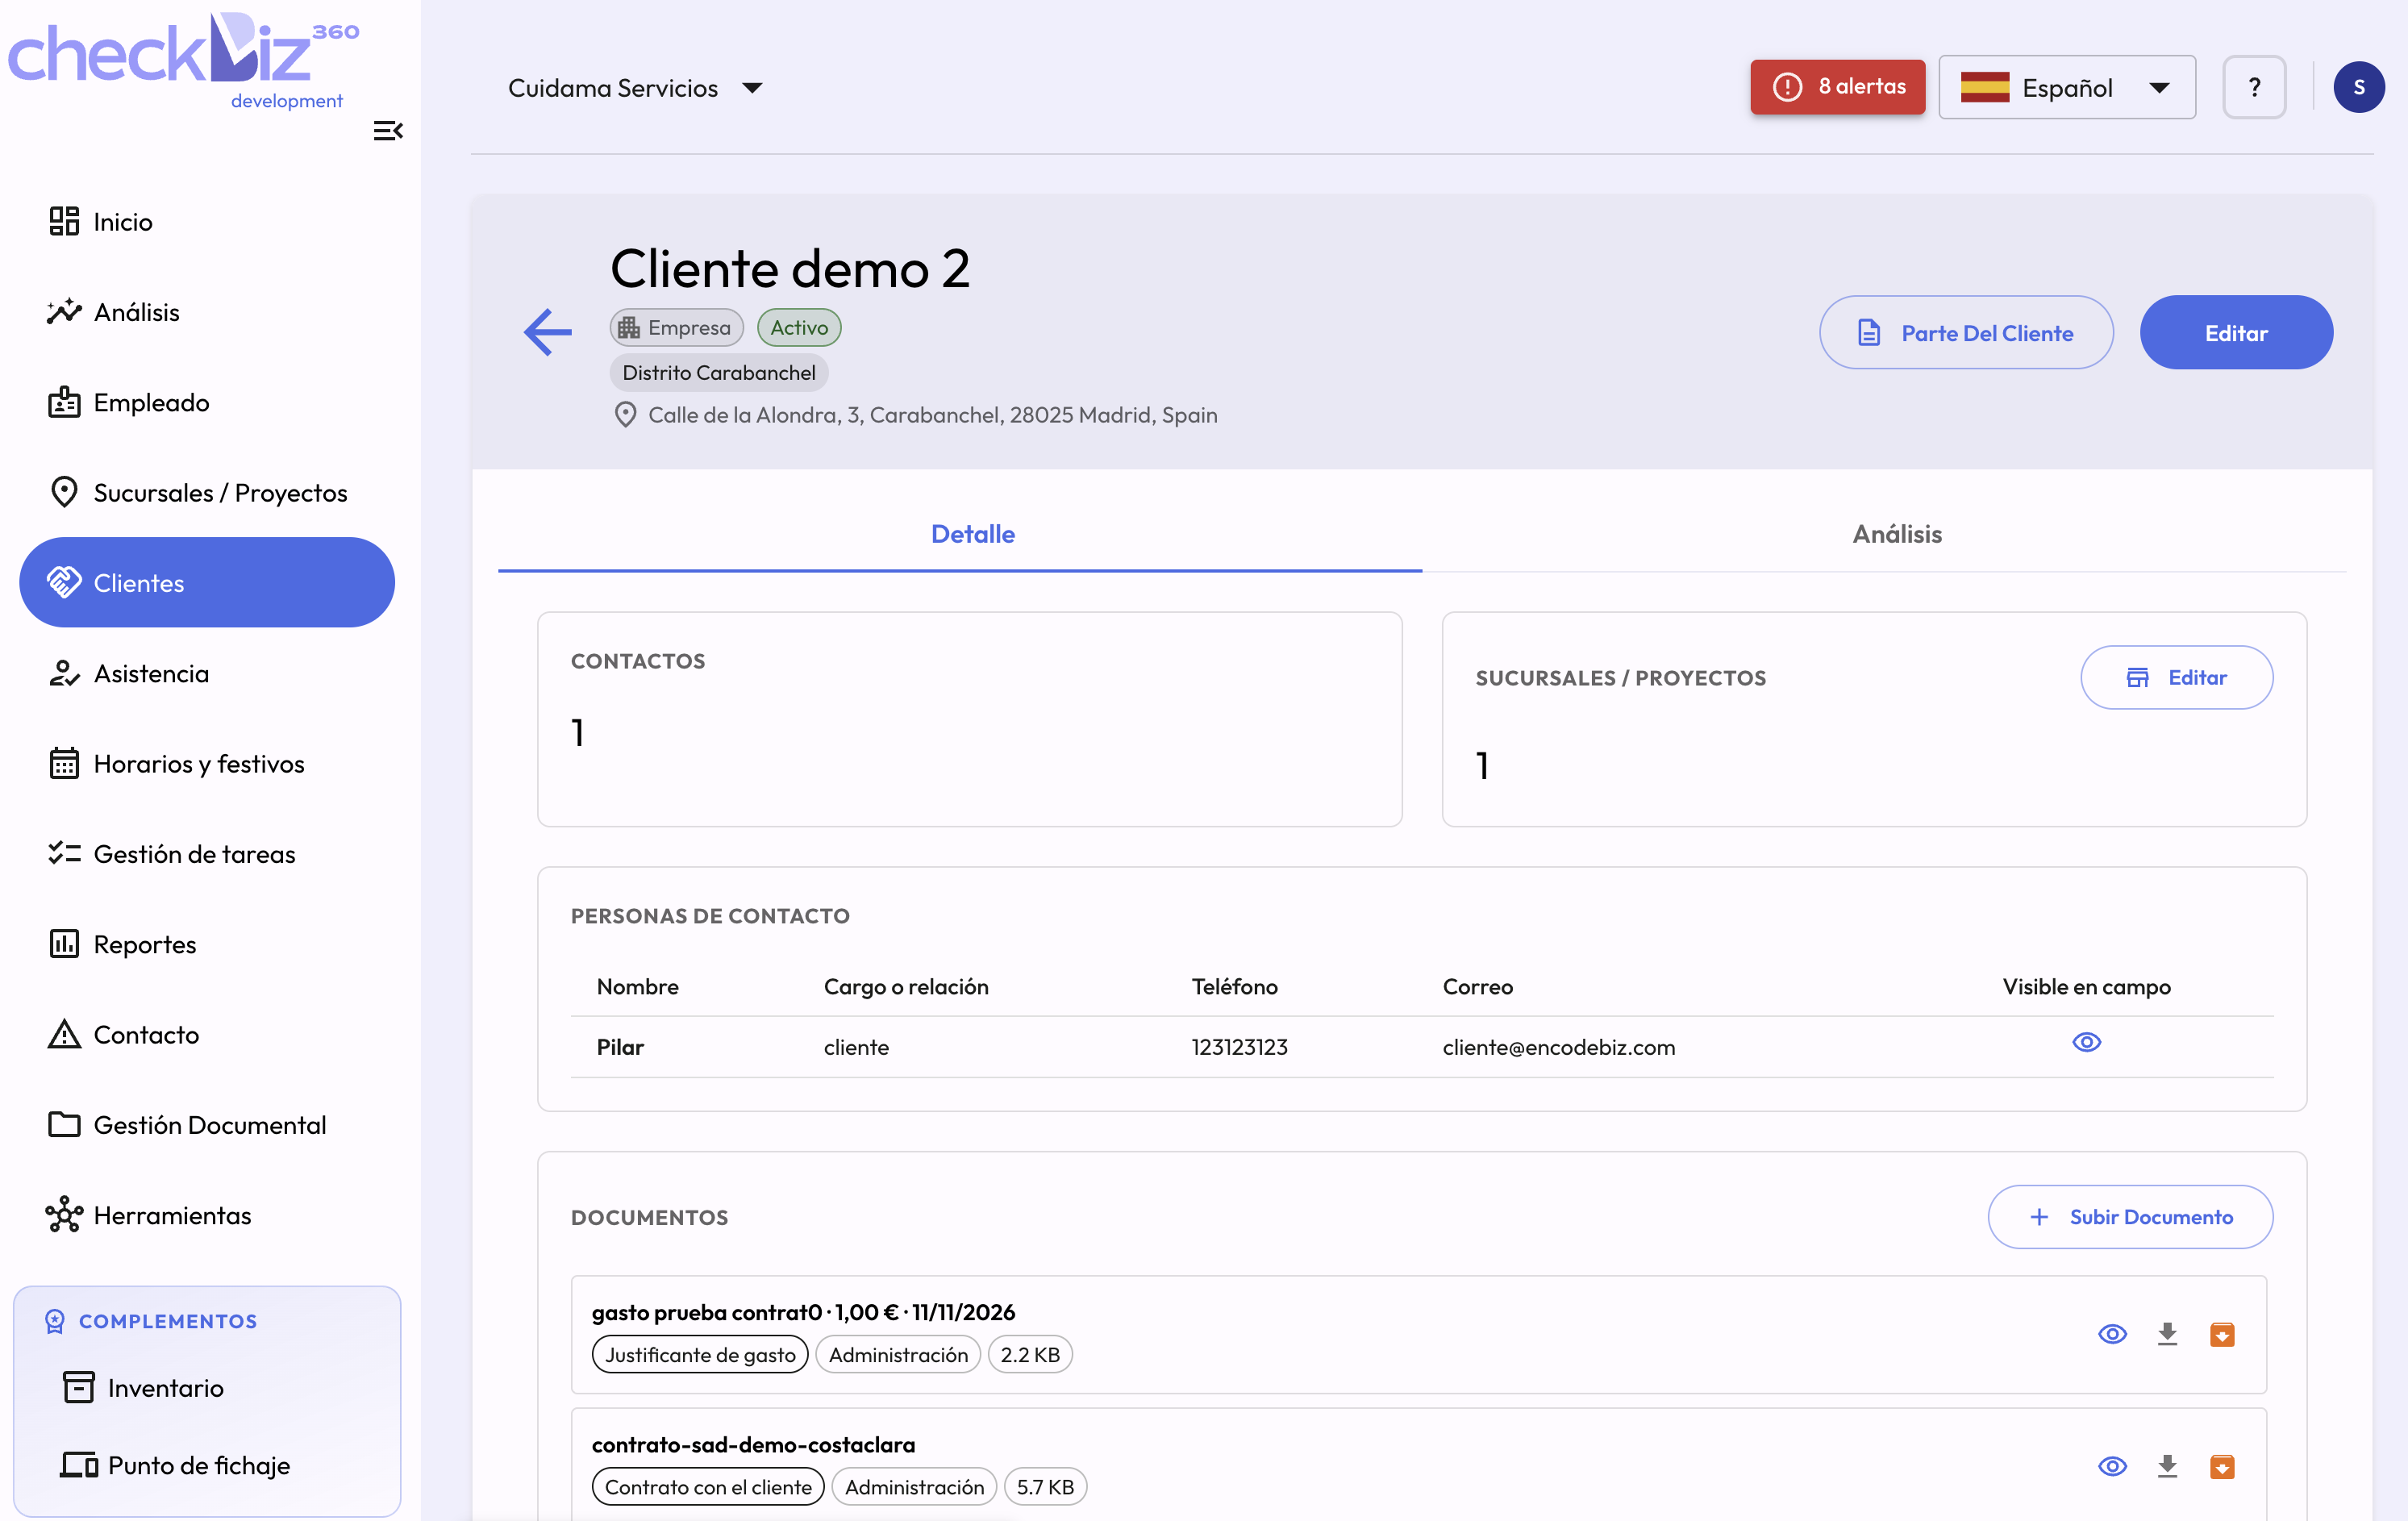 checkBiz 360
development
Cuidama Servicios
8 alertas
Español
?
S
Inicio
Análisis
Empleado
Sucursales / Proyectos
Clientes
Asistencia
Horarios y festivos
Gestión de tareas
Reportes
Contacto
Gestión Documental
Herramientas
COMPLEMENTOS
Inventario
Punto de fichaje
Cliente demo 2
Empresa Activo
Distrito Carabanchel
Calle de la Alondra, 3, Carabanchel, 28025 Madrid, Spain
Parte Del Cliente
Editar
Detalle Análisis
CONTACTOS
1
SUCURSALES / PROYECTOS
Editar
1
PERSONAS DE CONTACTO
Nombre Cargo o relación Teléfono Correo Visible en campo
Pilar cliente 123123123 cliente@encodebiz.com
DOCUMENTOS
Subir Documento
gasto prueba contrat0 · 1,00 € · 11/11/2026
Justificante de gasto Administración 2.2 KB
contrato-sad-demo-costaclara
Contrato con el cliente Administración 5.7 KB